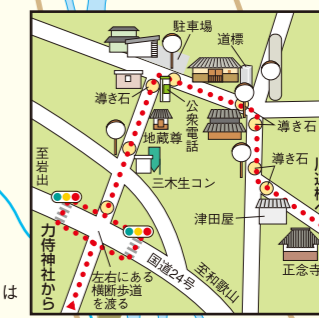 駐車場
道標
導き石
公衆電話
地蔵尊
導き石
三木生コン
導き石
至岩出
津田屋
力侍神社から
国道24号
至和歌山
正念寺
左右にある
横断歩道
を渡る
は